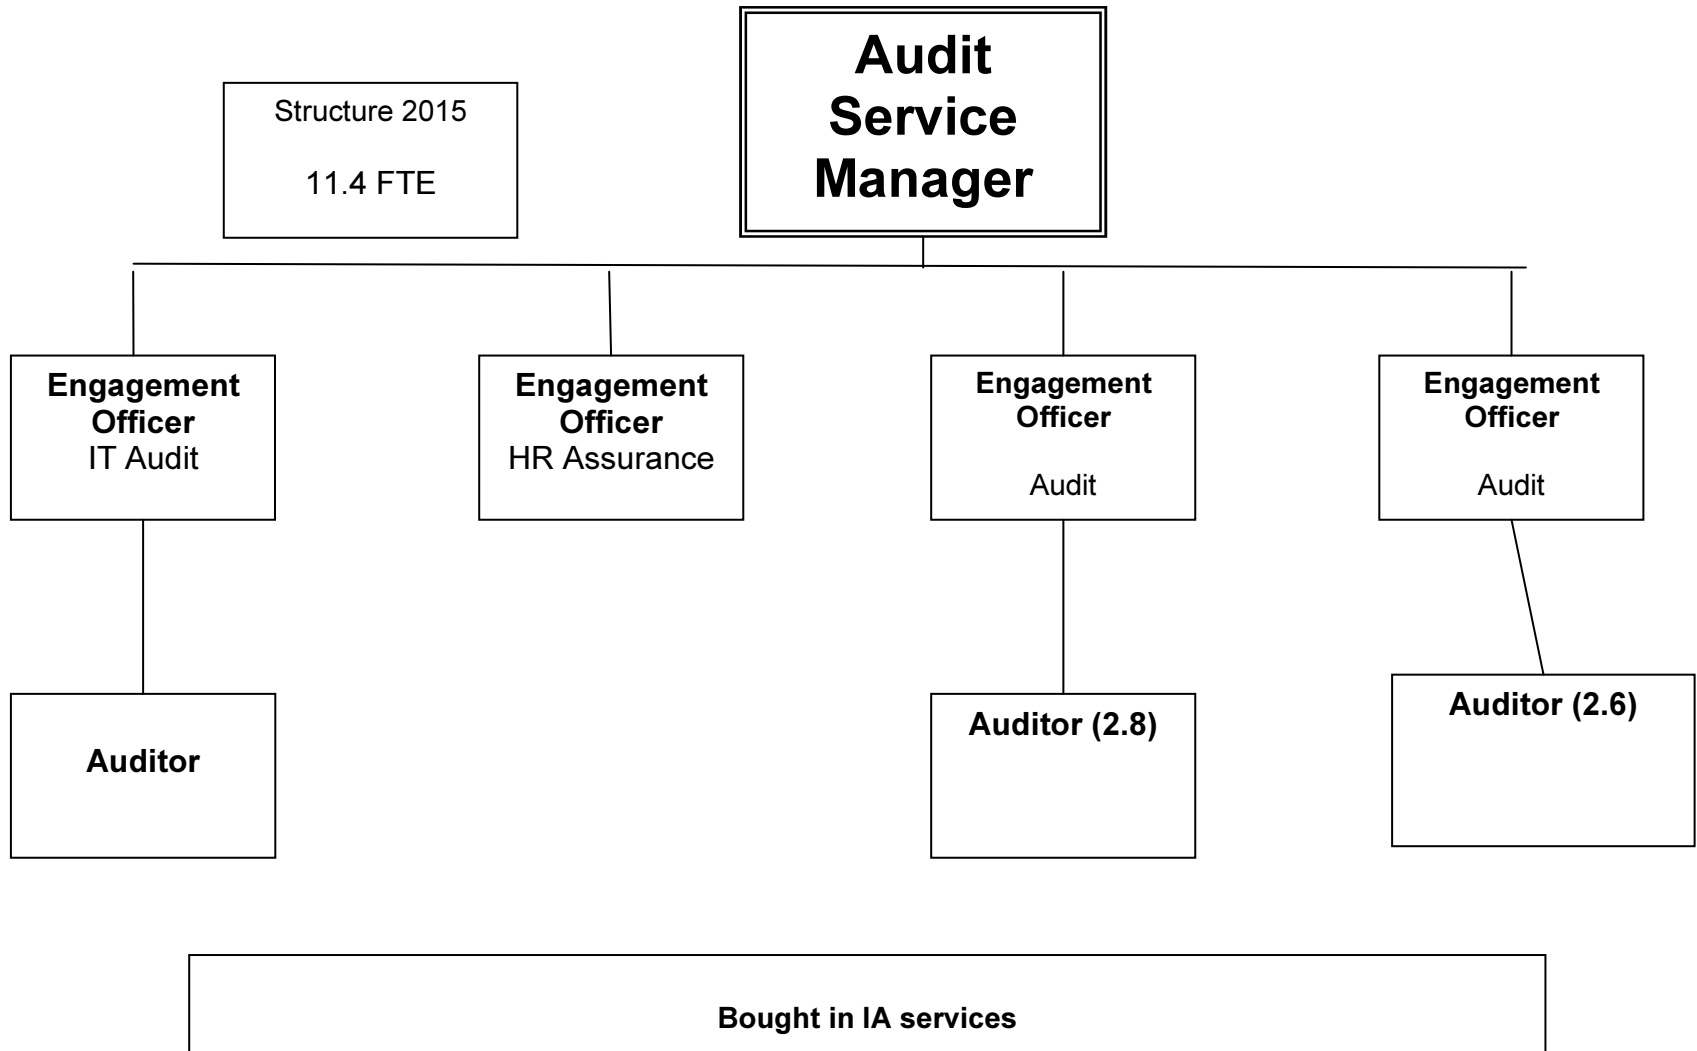 Structure 2015
11.4 FTE
Audit
Service
Manager
Engagement
Officer
IT Audit
Engagement
Officer
HR Assurance
Engagement
Officer
Audit
Engagement
Officer
Audit
Auditor
Auditor (2.8)
Auditor (2.6)
Bought in IA services